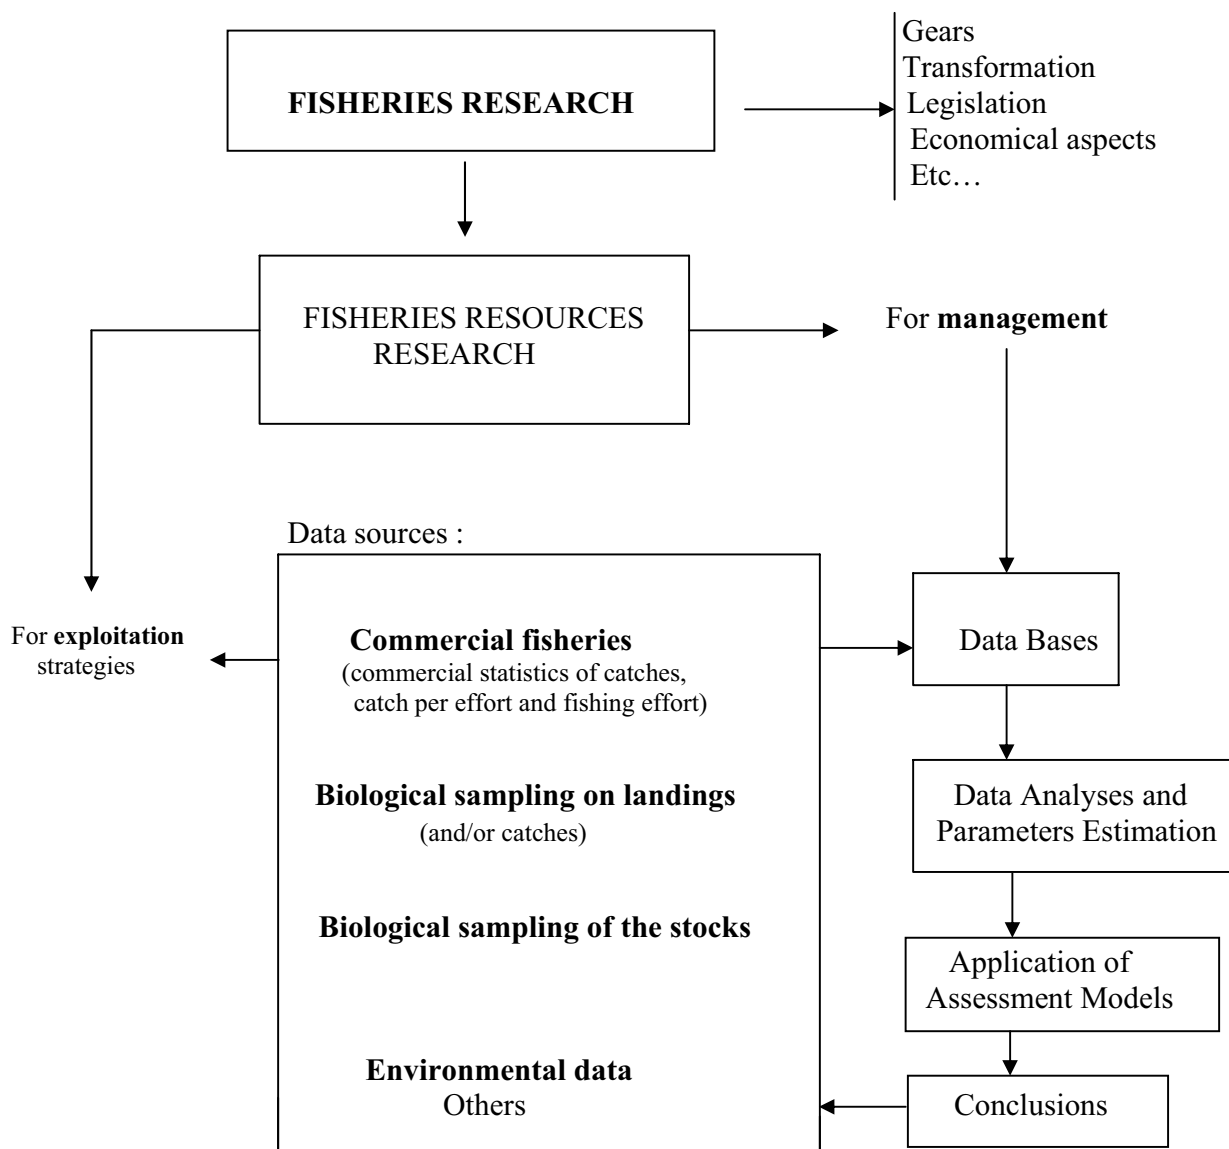 FISHERIES RESEARCH
Gears
Transformation
Legislation
Economical aspects
Etc…
FISHERIES RESOURCES
RESEARCH
For management
Data sources :
For exploitation
strategies
Commercial fisheries
(commercial statistics of catches,
catch per effort and fishing effort)
Biological sampling on landings
(and/or catches)
Biological sampling of the stocks
Environmental data
Others
Data Bases
Data Analyses and
Parameters Estimation
Application of
Assessment Models
Conclusions